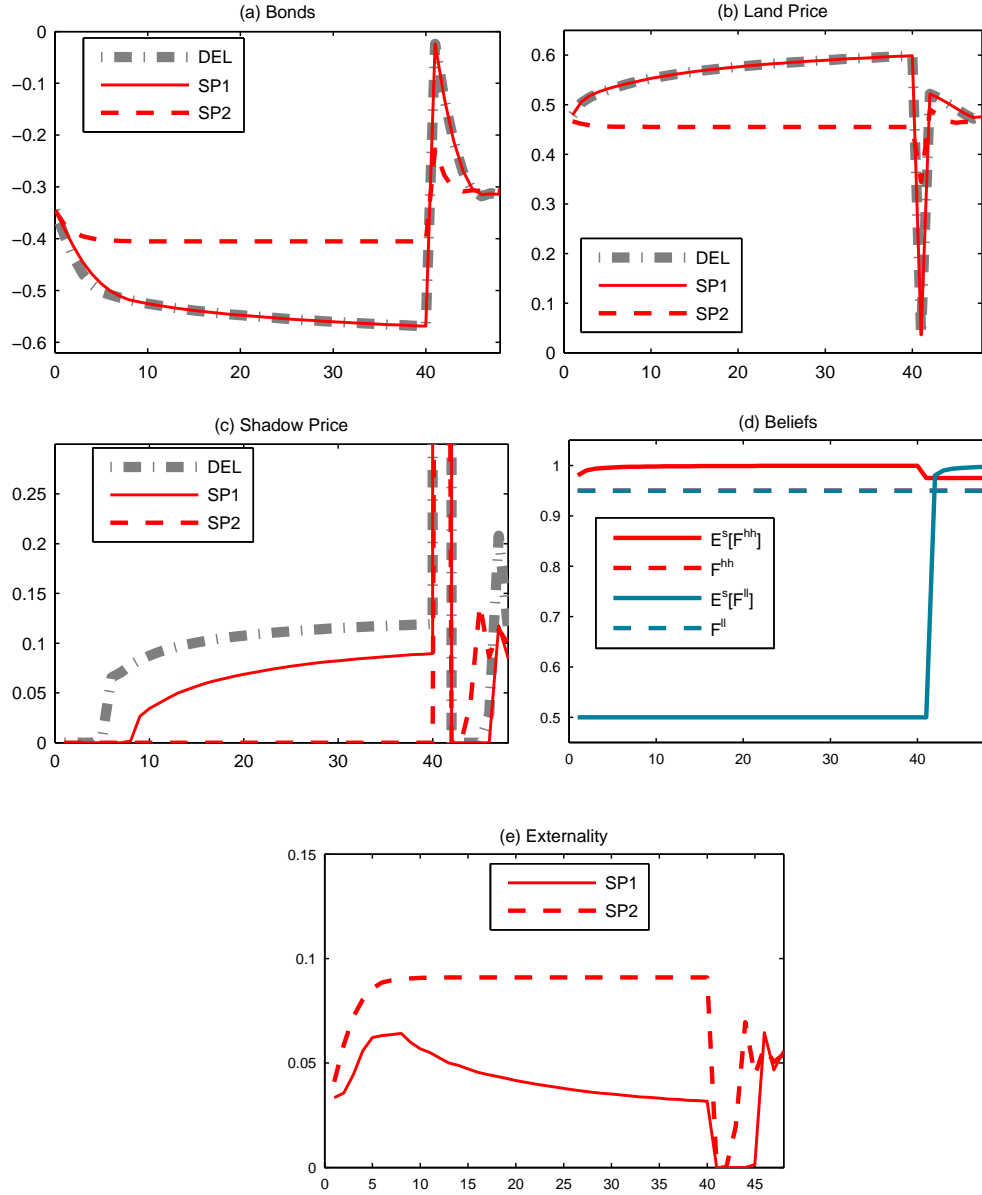 (a) Bonds
0
−0.1
−0.2
−0.3
−0.4
−0.5
−0.6
0 10 20 30 40
DEL
SP1
SP2
(b) Land Price
0.6
0.5
0.4
0.3
0.2
0.1
0
0 10 20 30 40
DEL
SP1
SP2
(c) Shadow Price
0.25
0.2
0.15
0.1
0.05
0
0 10 20 30 40
DEL
SP1
SP2
(d) Beliefs
1
0.9
0.8
0.7
0.6
0.5
0 10 20 30 40
E^s[F^hh]
F^hh
E^s[F^ll]
F^ll
(e) Externality
0.15
0.1
0.05
0
0 5 10 15 20 25 30 35 40 45
SP1
SP2